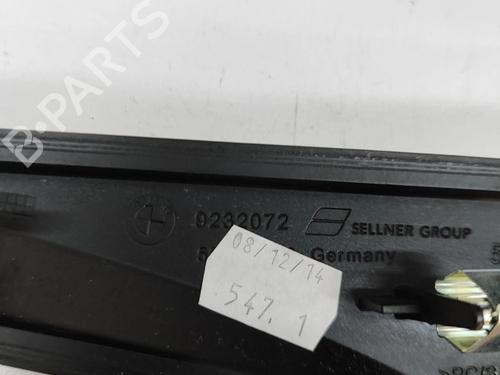 B-PARTS
9232072 SELLNER GROUP
Germany
08/12/14
547. 1